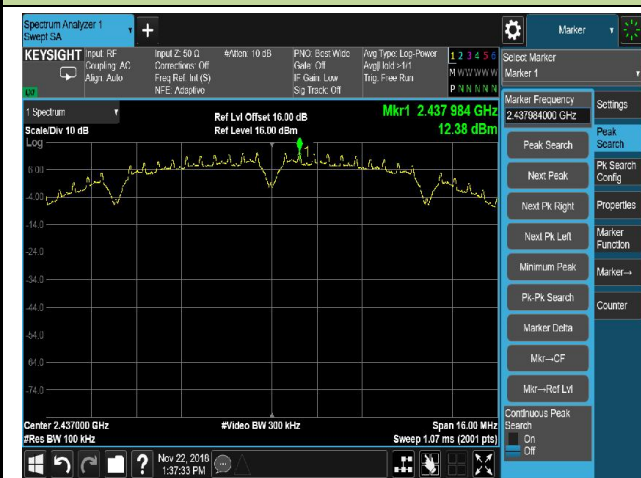 Spectrum Analyzer 1
Swept SA
+
Marker
KEYSIGHT
Input: RF
Coupling: AC
Align: Auto
Input Z: 50 Ω
Corrections: Off
Freq Ref: Int (S)
NFE: Adaptive
#Atten: 10 dB
PNO: Best Wide
Gate: Off
IF Gain: Low
Sig Track: Off
Avg Type: Log-Power
Avg|Hold >1/1
Trig: Free Run
1 2 3 4 5 6
M W W W W W
P N N N N N
Select Marker
Marker 1
1 Spectrum
Scale/Div 10 dB
Log
Ref Lvl Offset 16.00 dB
Ref Level 16.00 dBm
Mkr1 2.437 984 GHz
12.38 dBm
1
6.00
-4.00
-14.0
-24.0
-34.0
-44.0
-54.0
-64.0
-74.0
Center 2.437000 GHz
#Res BW 100 kHz
#Video BW 300 kHz
Span 16.00 MHz
Sweep 1.07 ms (2001 pts)
Marker Frequency
2.437984000 GHz
Peak Search
Next Peak
Next Pk Right
Next Pk Left
Minimum Peak
Pk-Pk Search
Marker Delta
Mkr→CF
Mkr→Ref Lvl
Continuous Peak
Search
On
Off
Settings
Peak
Search
Pk Search
Config
Properties
Marker
Function
Marker→
Counter
?
Nov 22, 2018
1:37:33 PM